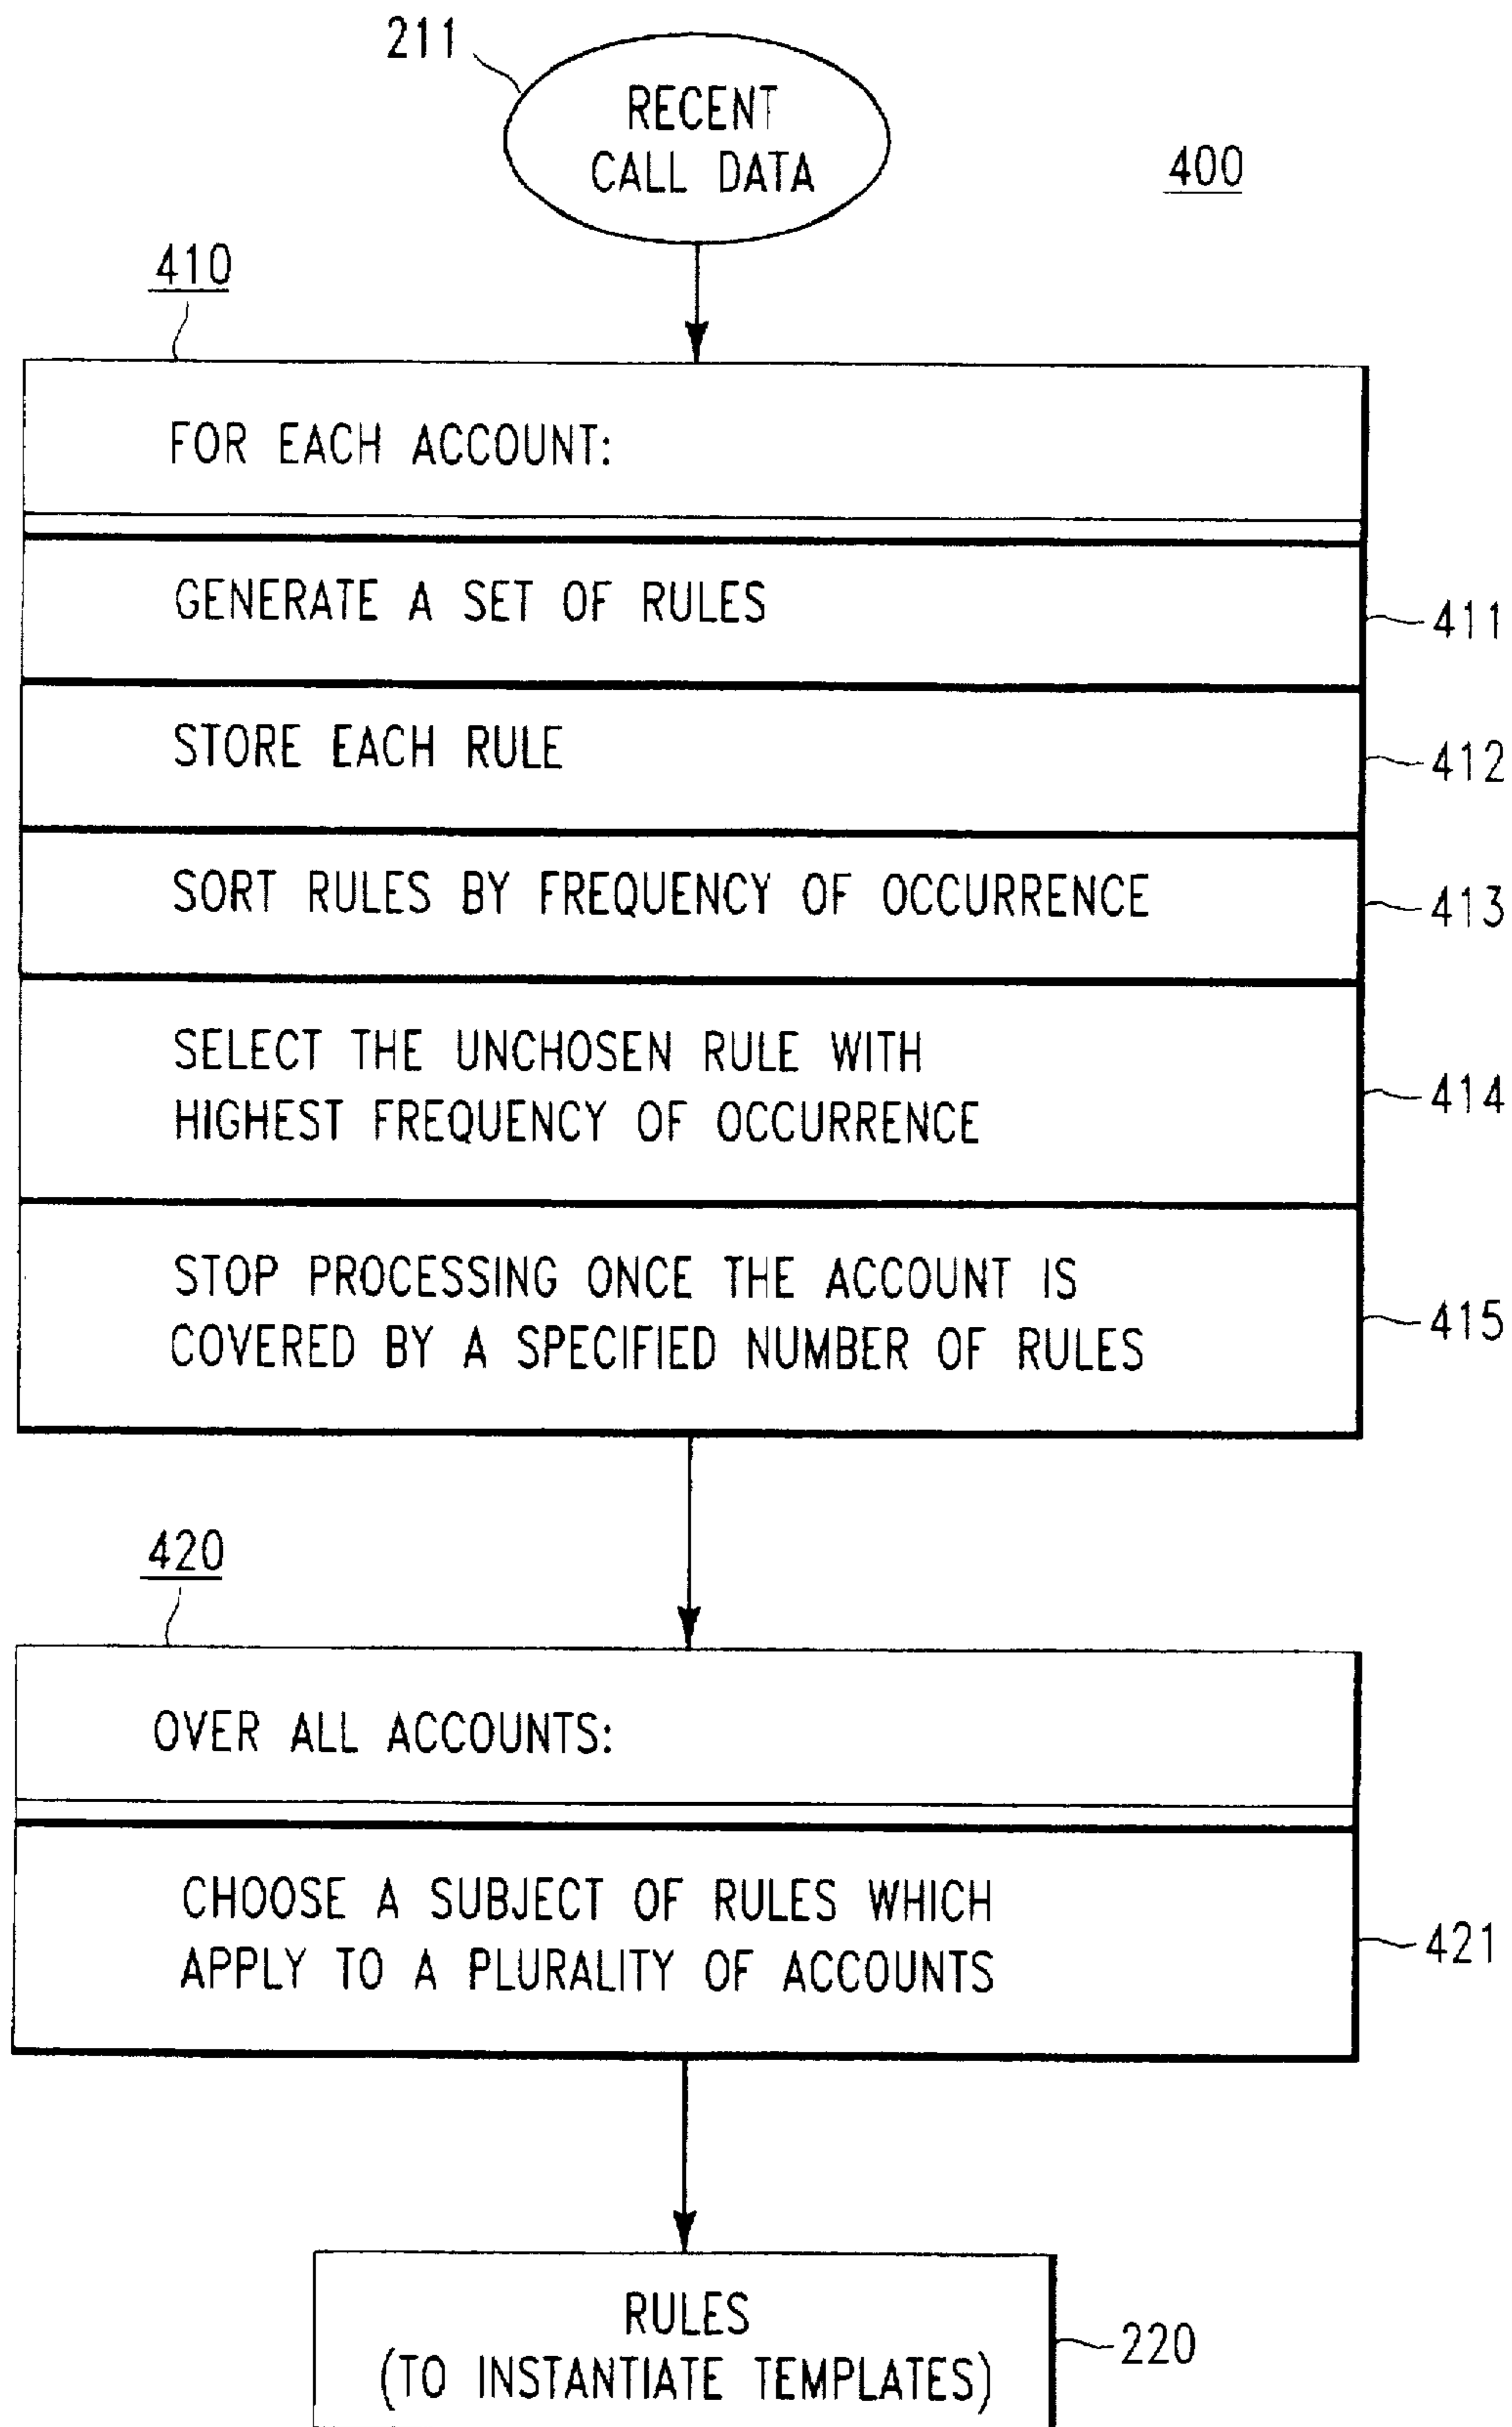 211
RECENT
CALL DATA
400
410
FOR EACH ACCOUNT:
GENERATE A SET OF RULES
411
STORE EACH RULE
412
SORT RULES BY FREQUENCY OF OCCURRENCE
413
SELECT THE UNCHOSEN RULE WITH
HIGHEST FREQUENCY OF OCCURRENCE
414
STOP PROCESSING ONCE THE ACCOUNT IS
COVERED BY A SPECIFIED NUMBER OF RULES
415
420
OVER ALL ACCOUNTS:
CHOOSE A SUBJECT OF RULES WHICH
APPLY TO A PLURALITY OF ACCOUNTS
421
RULES
(TO INSTANTIATE TEMPLATES)
220